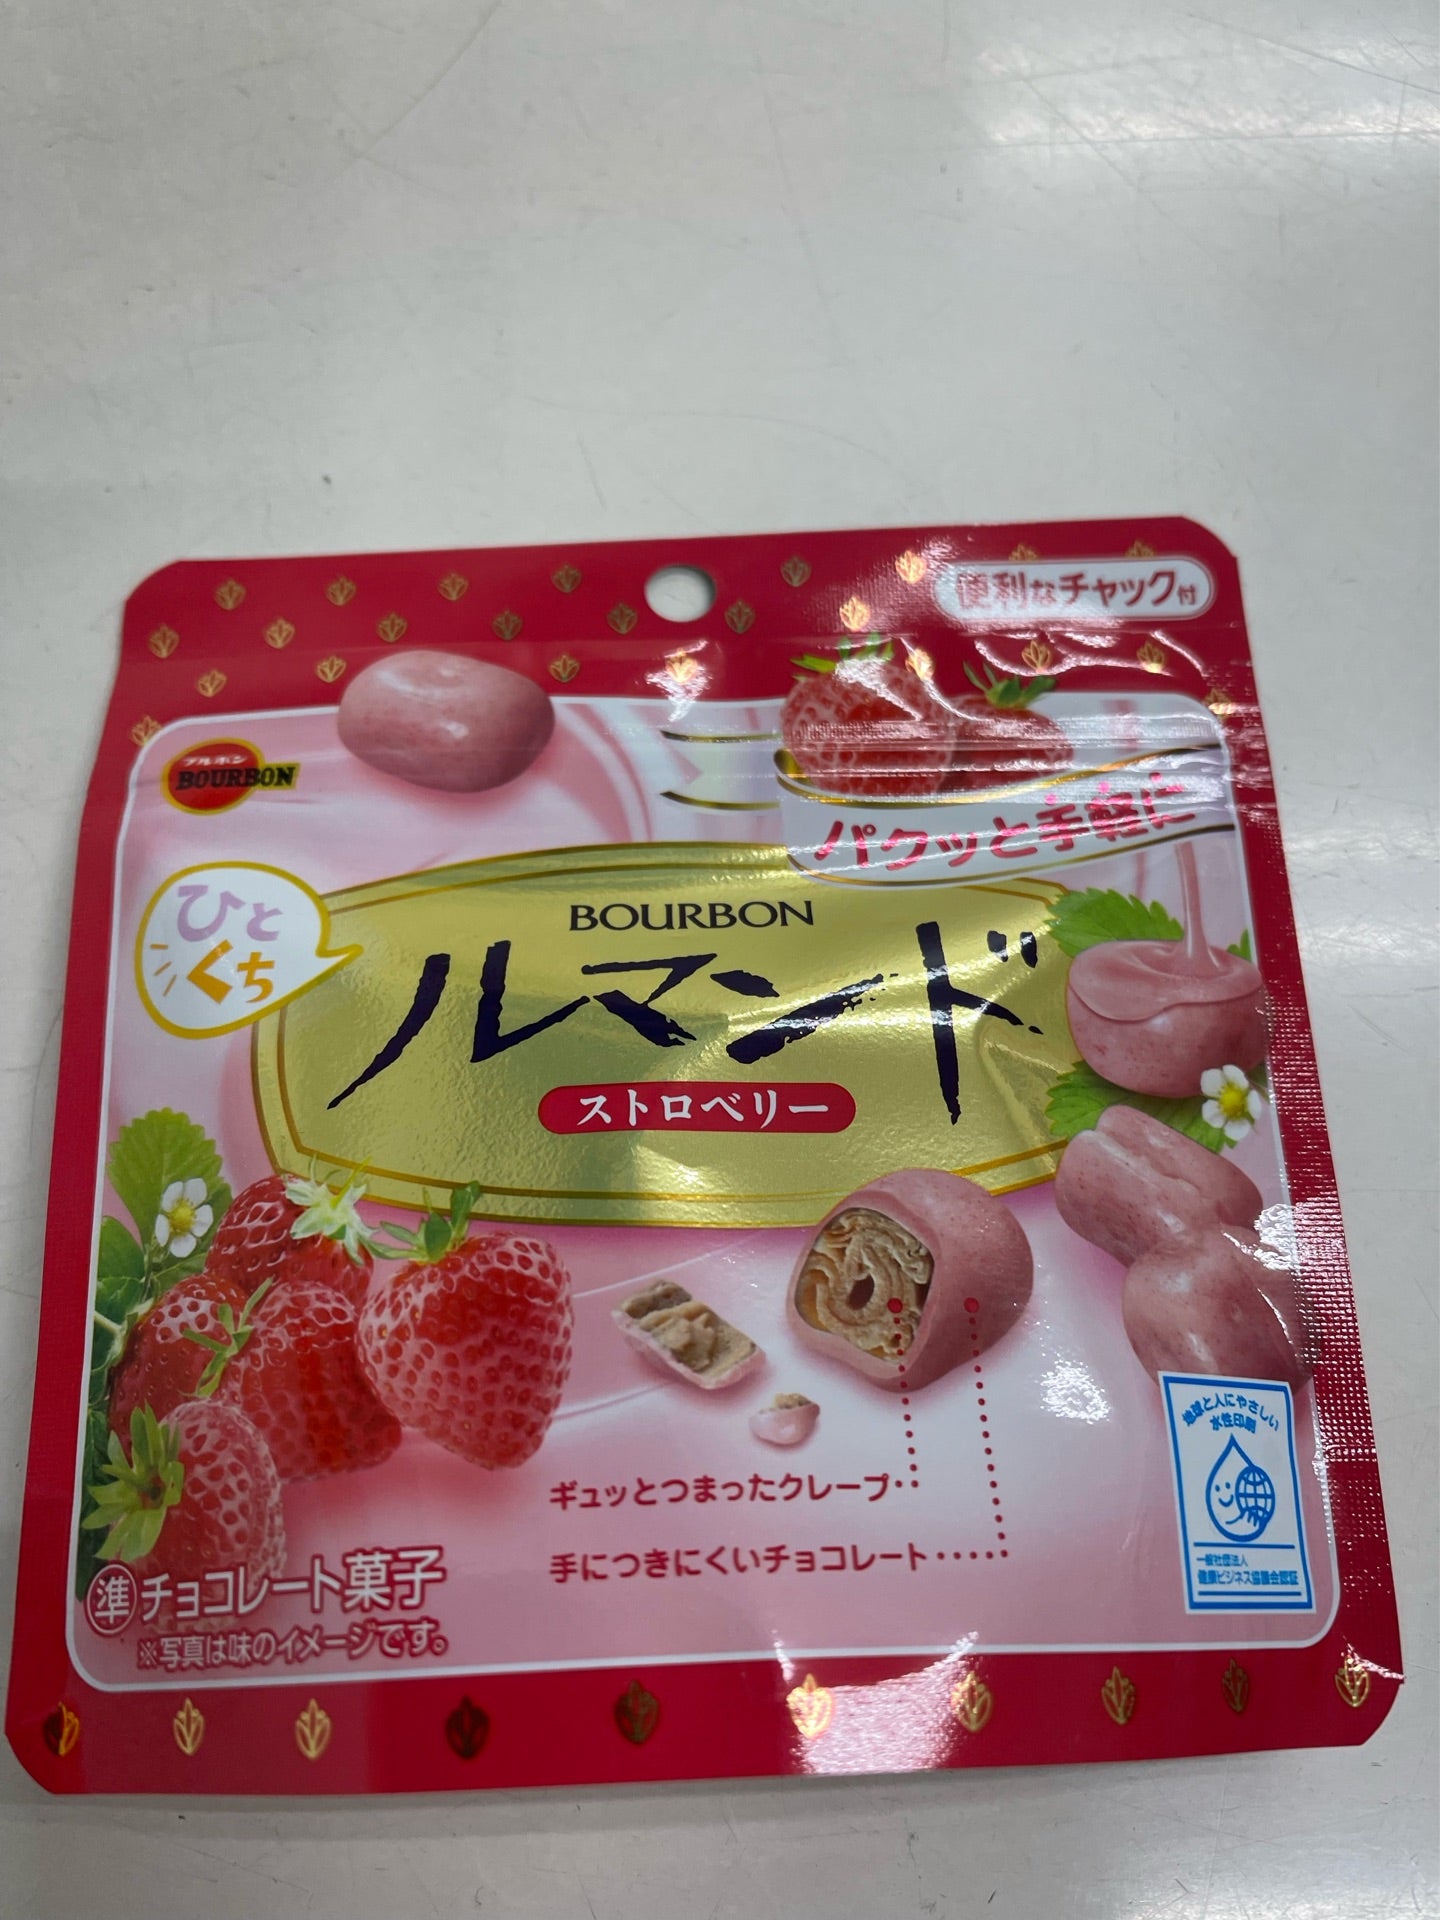 便利なチャック付
ブルボン
BOURBON
パクッと手軽に
ひと
くち
BOURBON
ルマンド
ストロベリー
ギュッとつまったクレープ
手につきにくいチョコレート
準チョコレート菓子
※写真は味のイメージです。
地球と人にやさしい
水性印刷
一般社団法人
健康ビジネス協議会認証